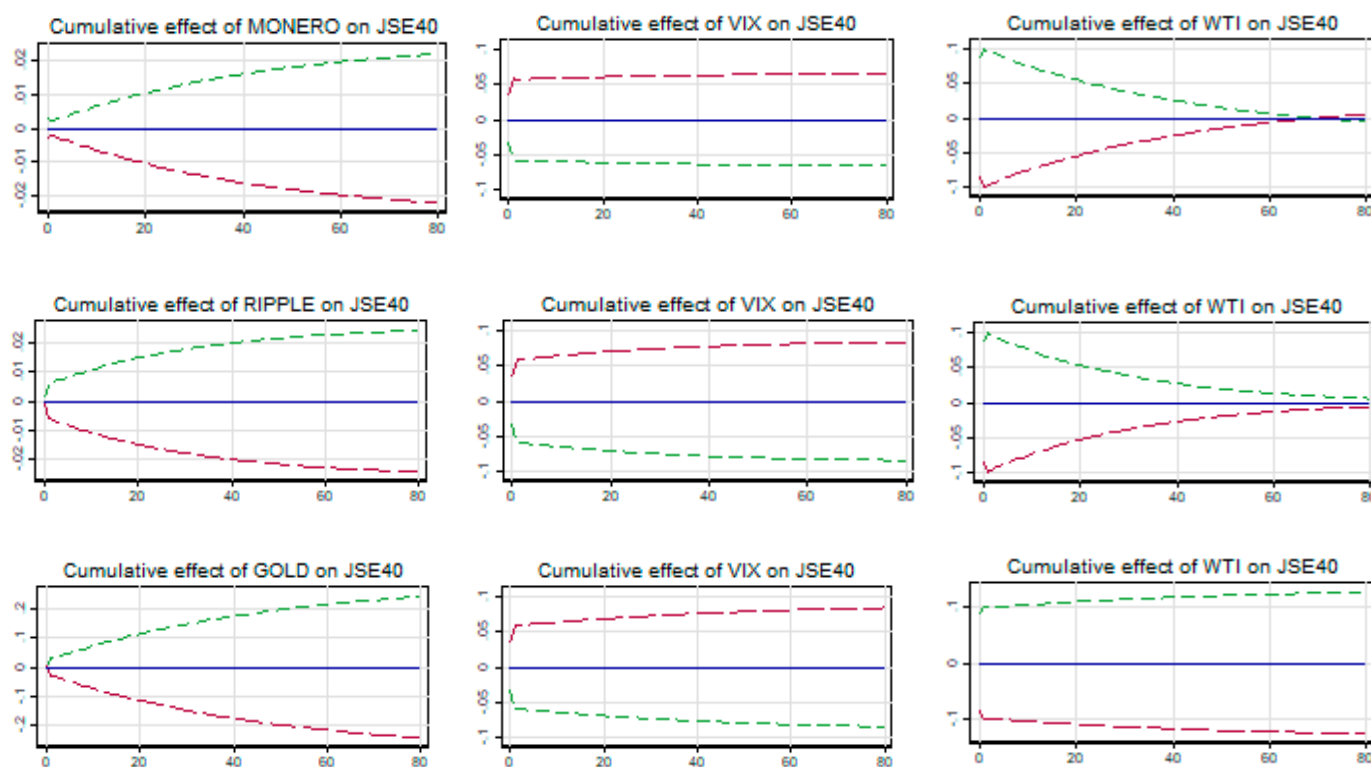 Cumulative effect of MONERO on JSE40
.02
.01
0
-.01
-.02
0 20 40 60 80
Cumulative effect of VIX on JSE40
.1
.05
0
-.05
-.1
0 20 40 60 80
Cumulative effect of WTI on JSE40
.1
.05
0
-.05
-.1
0 20 40 60 80
Cumulative effect of RIPPLE on JSE40
.02
.01
0
-.01
-.02
0 20 40 60 80
Cumulative effect of VIX on JSE40
.1
.05
0
-.05
-.1
0 20 40 60 80
Cumulative effect of WTI on JSE40
.1
.05
0
-.05
-.1
0 20 40 60 80
Cumulative effect of GOLD on JSE40
.2
.1
0
-.1
-.2
0 20 40 60 80
Cumulative effect of VIX on JSE40
.1
.05
0
-.05
-.1
0 20 40 60 80
Cumulative effect of WTI on JSE40
.1
0
-.1
0 20 40 60 80